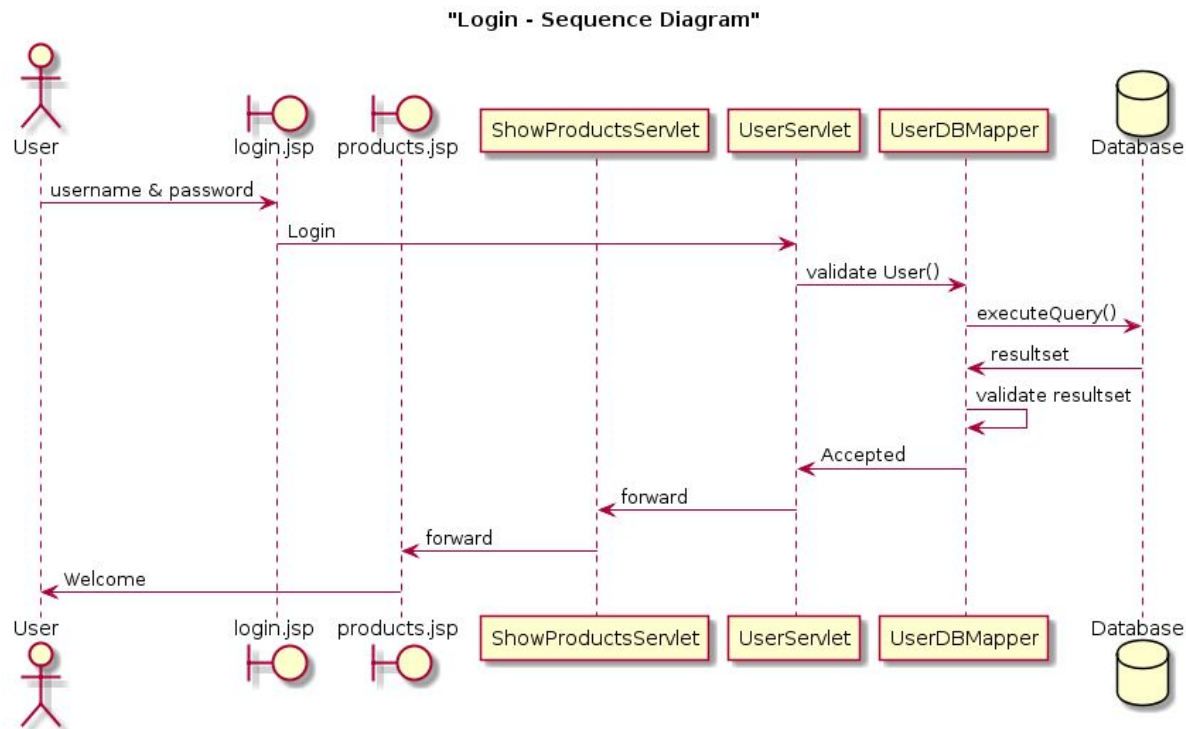 "Login - Sequence Diagram"
User
login.jsp
products.jsp
ShowProductsServlet
UserServlet
UserDBMapper
Database
username & password
Login
validate User()
executeQuery()
resultset
validate resultset
Accepted
forward
forward
Welcome
User
login.jsp
products.jsp
ShowProductsServlet
UserServlet
UserDBMapper
Database